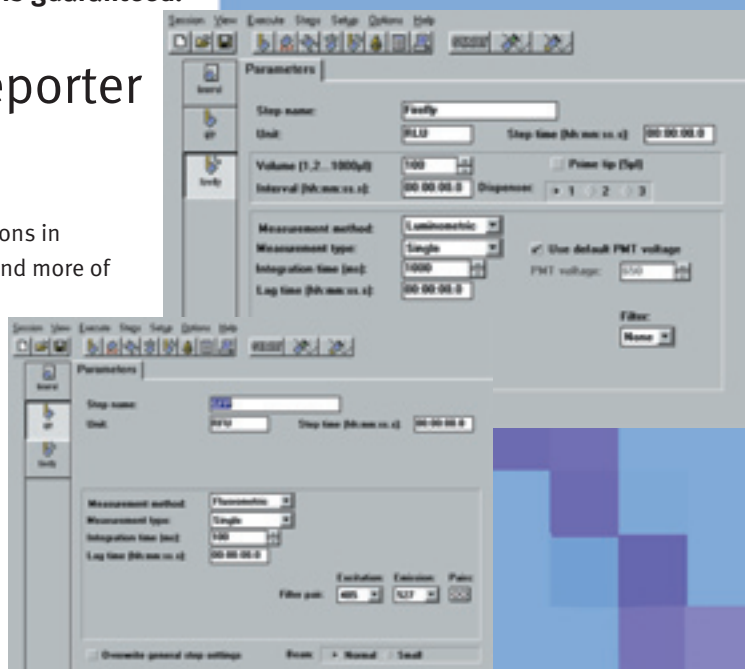 is guaranteed.
eporter
ons in
nd more of
Session View Execute Steps Setup Options Help
Parameters
Step name: Firefly
Unit: RLU Step time (hh:mm:ss.s): 00:00:00.0
Volume (1,2...1000µl) 100 Prime tip (5µl)
Interval (hh:mm:ss.s): 00:00:00.0 Dispenser: 1 2 3
firefly
Measurement method: Luminometric
Measurement type: Single Use default PMT voltage
Integration time (ms): 1000 PMT voltage: 650
Lag time (hh:mm:ss.s): 00:00:00.0
Filter:
None
Session View Execute Steps Setup Options Help
Parameters
Step name:
Unit: RFU Step time (hh:mm:ss.s): 00:00:00.0
firefly
Measurement method: Fluorometric
Measurement type: Single
Integration time (ms): 100
Lag time (hh:mm:ss.s): 00:00:00.0
Excitation: Emission: Pairs:
Filter pair: 485 527
Overwrite general step settings Beam: Normal Small